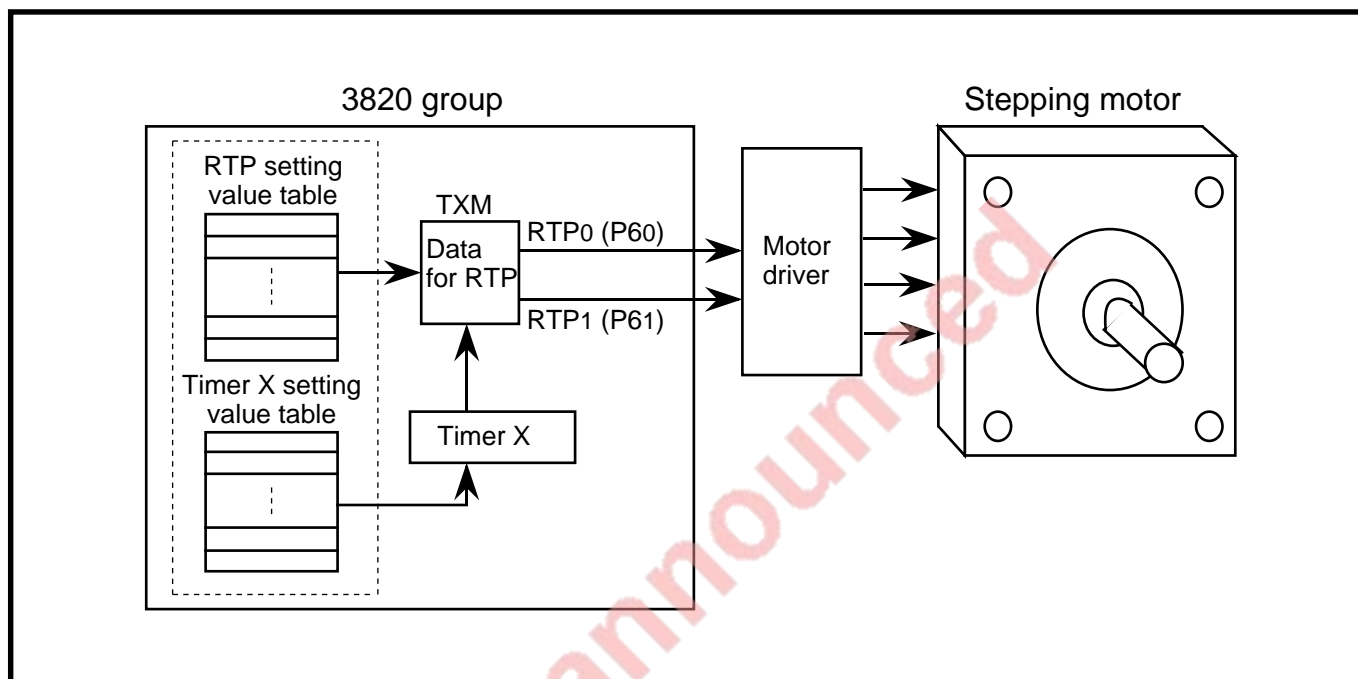 3820 group
Stepping motor
RTP setting
value table
TXM
Data
for RTP
RTP0 (P60)
RTP1 (P61)
Motor
driver
Timer X setting
value table
Timer X
announced